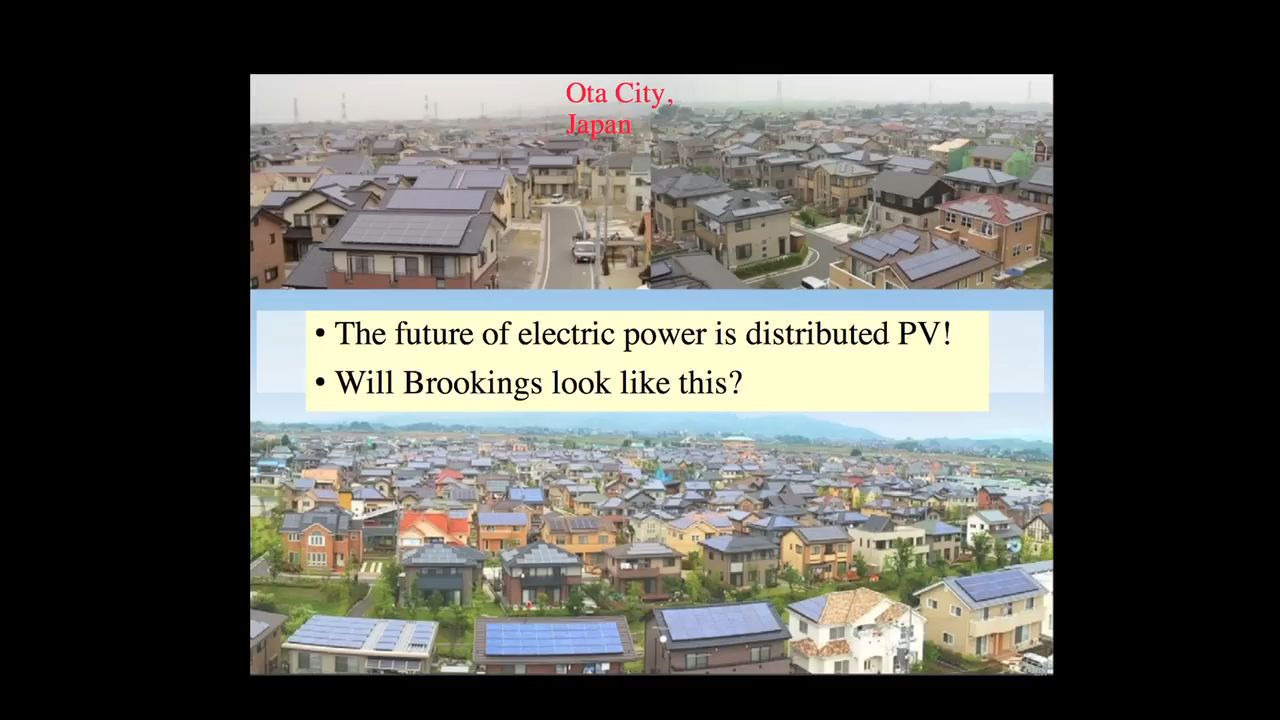 Ota City,
Japan
• The future of electric power is distributed PV!
• Will Brookings look like this?